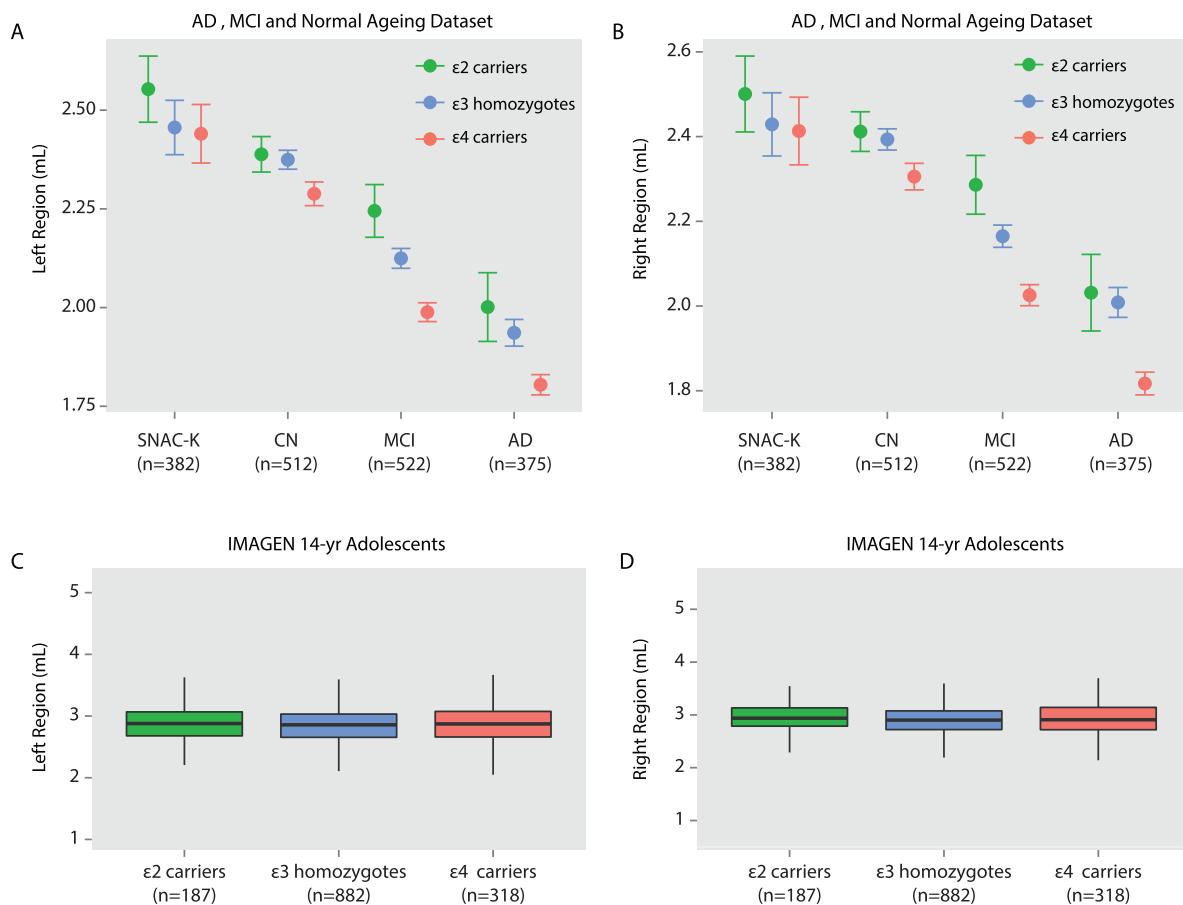 A
AD , MCI and Normal Ageing Dataset
Left Region (mL)
2.50
2.25
2.00
1.75
ε2 carriers
ε3 homozygotes
ε4 carriers
SNAC-K
(n=382)
CN
(n=512)
MCI
(n=522)
AD
(n=375)
B
AD , MCI and Normal Ageing Dataset
Right Region (mL)
2.6
2.4
2.2
2.0
1.8
ε2 carriers
ε3 homozygotes
ε4 carriers
SNAC-K
(n=382)
CN
(n=512)
MCI
(n=522)
AD
(n=375)
C
IMAGEN 14-yr Adolescents
Left Region (mL)
5
4
3
2
1
ε2 carriers
(n=187)
ε3 homozygotes
(n=882)
ε4 carriers
(n=318)
D
IMAGEN 14-yr Adolescents
Right Region (mL)
5
4
3
2
1
ε2 carriers
(n=187)
ε3 homozygotes
(n=882)
ε4 carriers
(n=318)